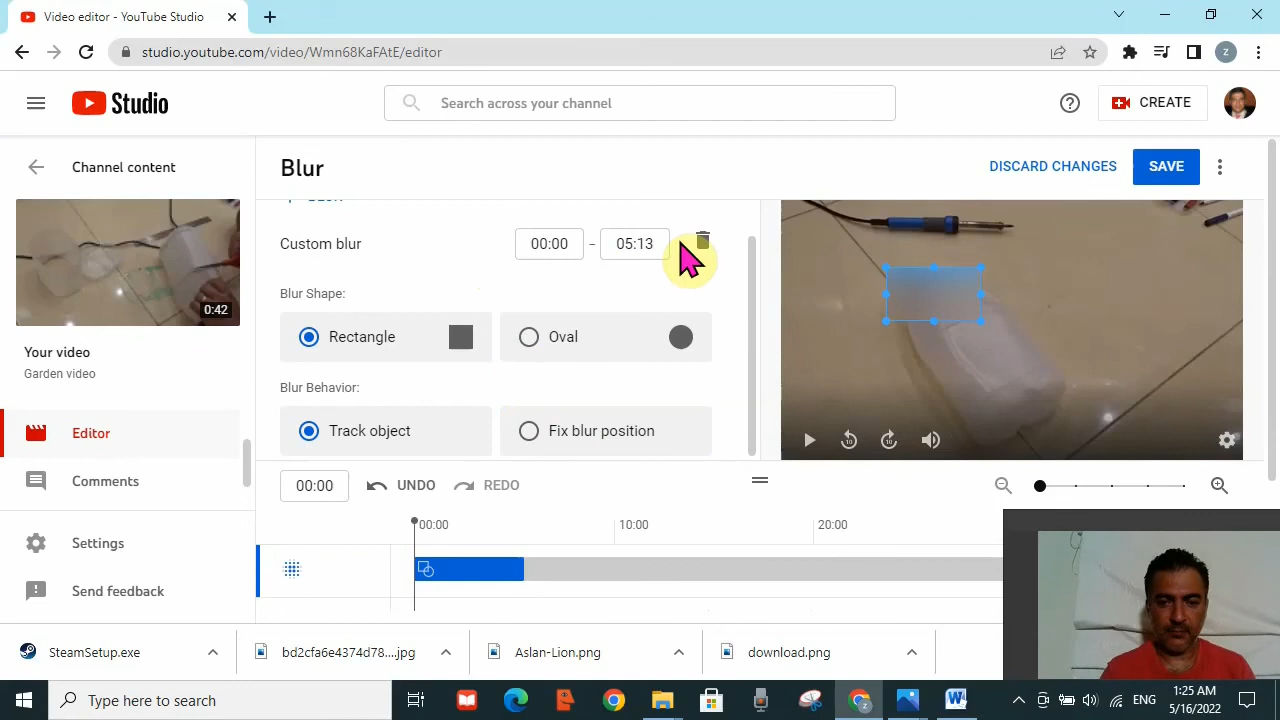 Video editor - YouTube Studio
studio.youtube.com/video/Wmn68KaFAtE/editor
z
Studio
Search across your channel
CREATE
Channel content
Blur
DISCARD CHANGES
SAVE
0:42
Your video
Garden video
Editor
Comments
Settings
Send feedback
BLUR
Custom blur
00:00 – 05:13
Blur Shape:
Rectangle
Oval
Blur Behavior:
Track object
Fix blur position
10
10
00:00
UNDO
REDO
00:00
10:00
20:00
SteamSetup.exe
bd2cfa6e4374d78....jpg
Aslan-Lion.png
download.png
Type here to search
ENG
1:25 AM
5/16/2022